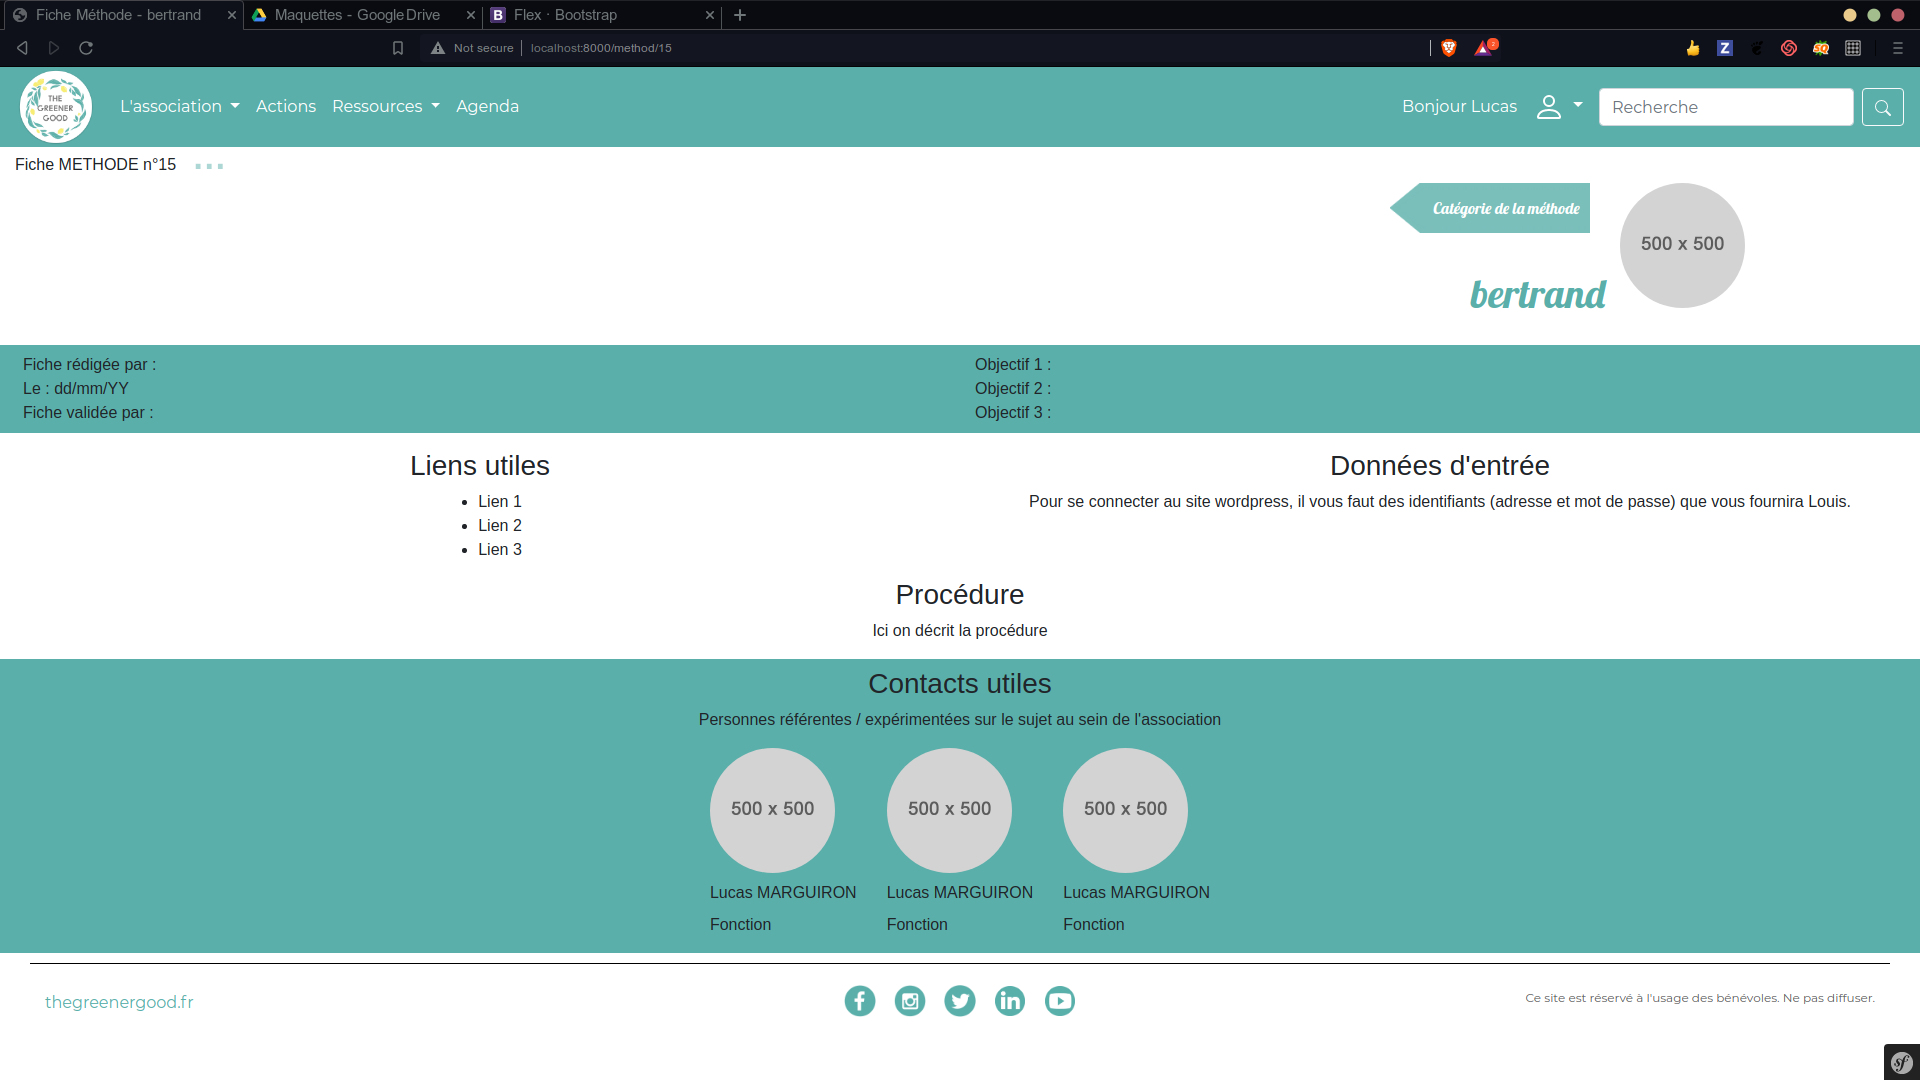 Fiche Méthode - bertrand
Maquettes - Google Drive
B Flex · Bootstrap
Not secure localhost:8000/method/15
THE GREENER GOOD
L'association Actions Ressources Agenda
Bonjour Lucas
Recherche
Fiche METHODE n°15 ...
Catégorie de la méthode
500 x 500
bertrand
Fiche rédigée par :
Le : dd/mm/YY
Fiche validée par :
Objectif 1 :
Objectif 2 :
Objectif 3 :
Liens utiles
• Lien 1
• Lien 2
• Lien 3
Données d'entrée
Pour se connecter au site wordpress, il vous faut des identifiants (adresse et mot de passe) que vous fournira Louis.
Procédure
Ici on décrit la procédure
Contacts utiles
Personnes référentes / expérimentées sur le sujet au sein de l'association
500 x 500 500 x 500 500 x 500
Lucas MARGUIRON Lucas MARGUIRON Lucas MARGUIRON
Fonction Fonction Fonction
thegreenergood.fr
Ce site est réservé à l'usage des bénévoles. Ne pas diffuser.
sf